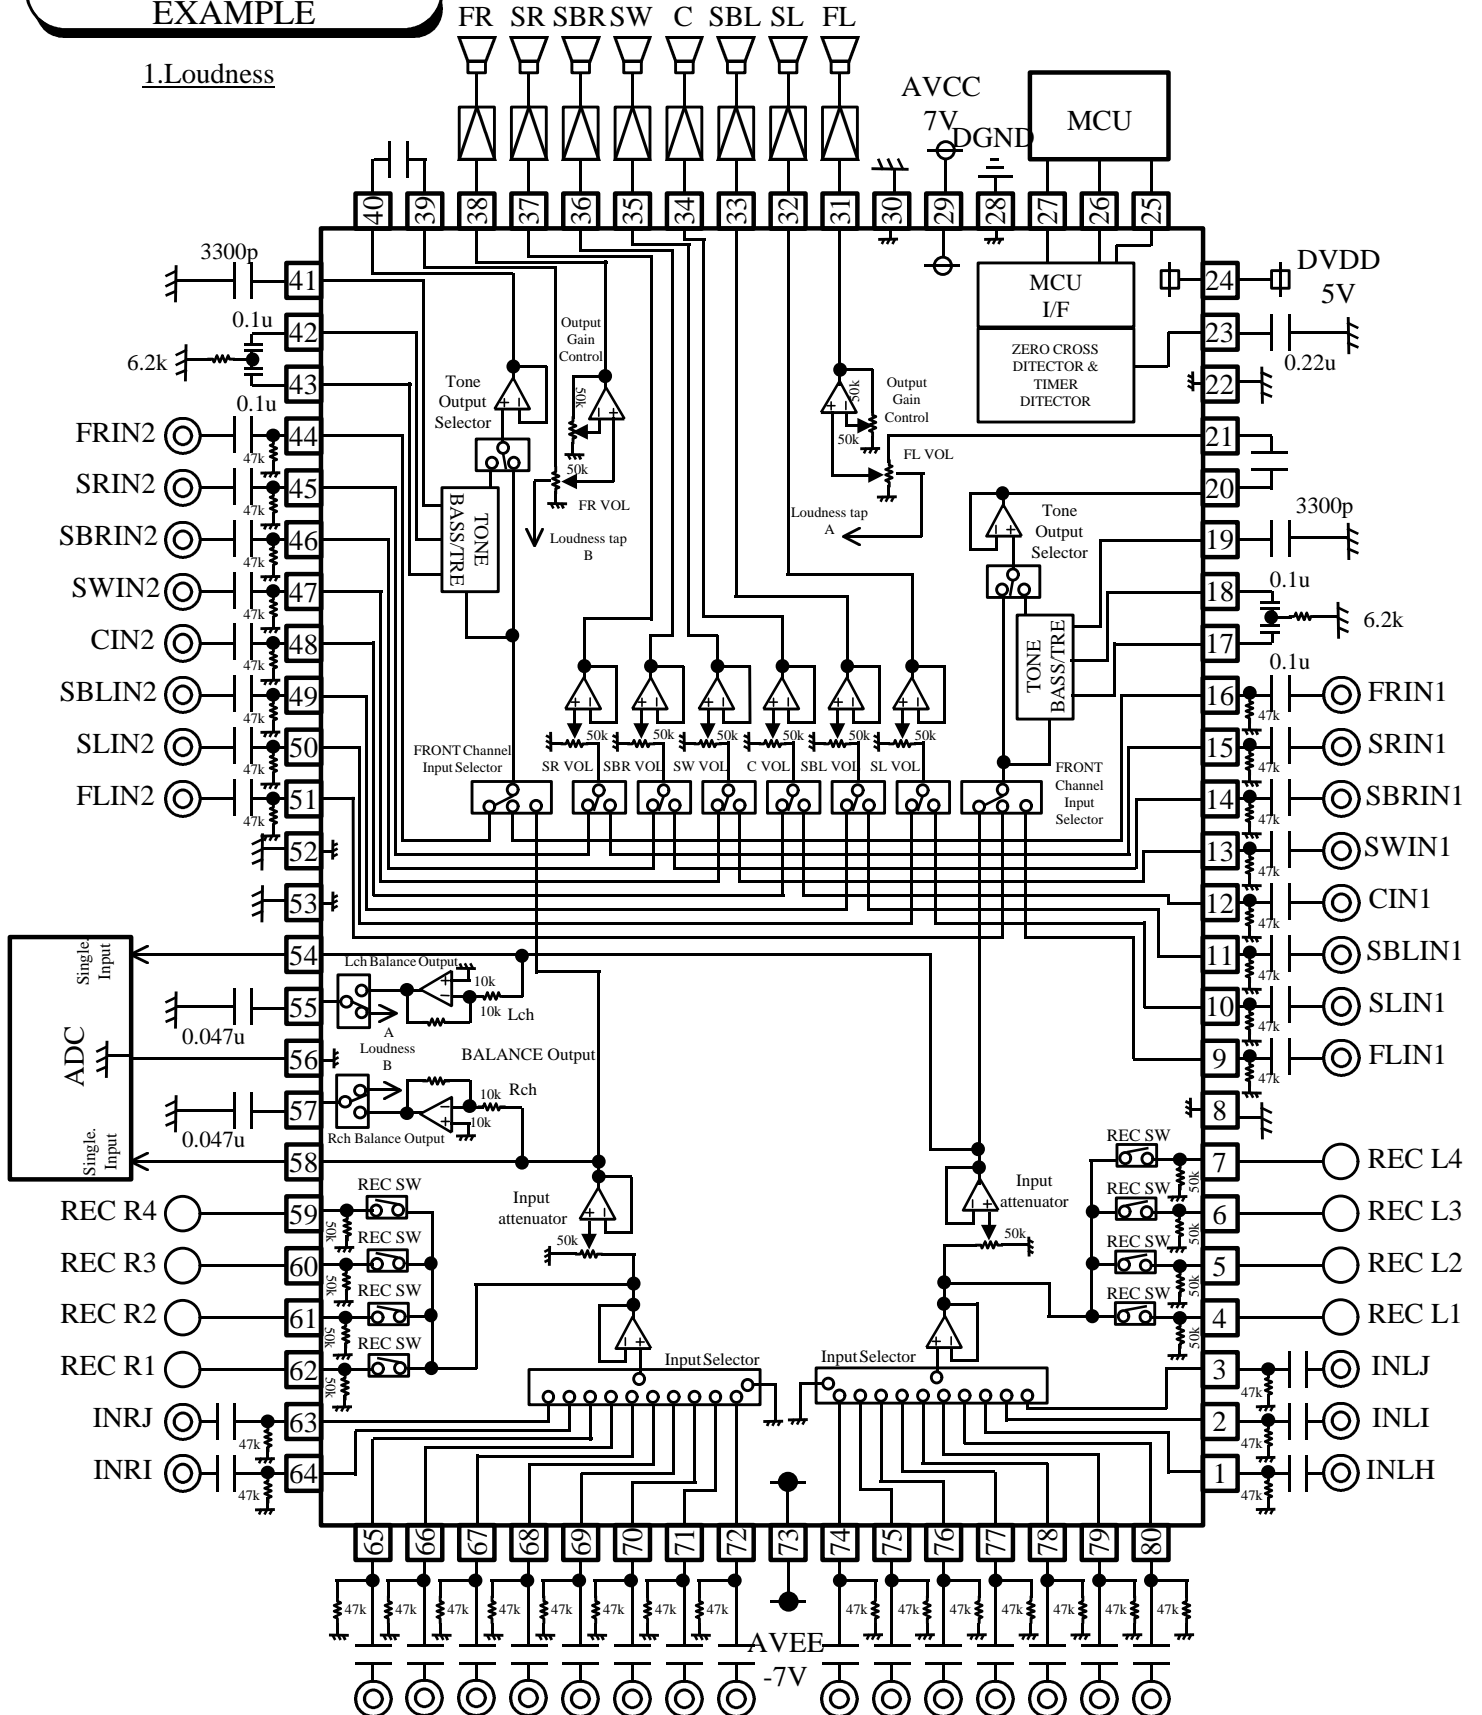 EXAMPLE
1.Loudness
FR SR SBR SW C SBL SL FL
AVCC
7V
DGND
MCU
40 39 38 37 36 35 34 33 32 31 30 29 28 27 26 25
3300p
41
0.1u
42
6.2k
43
0.1u
FRIN2
47k
44
SRIN2
47k
45
SBRIN2
47k
46
SWIN2
47k
47
CIN2
47k
48
SBLIN2
47k
49
SLIN2
47k
50
FLIN2
47k
51
52
53
54
55
0.047u
56
57
0.047u
58
Single.
Input
ADC
Single.
Input
REC R4
59
50k
REC SW
REC R3
60
50k
REC SW
REC R2
61
50k
REC SW
REC R1
62
50k
REC SW
INRJ
47k
63
INRI
47k
64
Tone
Output
Selector
Output
Gain
Control
50k
50k
FR VOL
Loudness tap
B
TONE
BASS/TRE
50k
50k
Output
Gain
Control
FL VOL
Loudness tap
A
MCU
I/F
ZERO CROSS
DITECTOR &
TIMER
DITECTOR
DVDD
5V
24
23
0.22u
22
21
20
3300p
19
0.1u
18
6.2k
17
0.1u
Tone
Output
Selector
TONE
BASS/TRE
FRONT Channel
Input Selector
50k 50k 50k 50k 50k 50k
SR VOL SBR VOL SW VOL C VOL SBL VOL SL VOL
FRONT
Channel
Input
Selector
16
47k
FRIN1
15
47k
SRIN1
14
47k
SBRIN1
13
47k
SWIN1
12
47k
CIN1
11
47k
SBLIN1
10
47k
SLIN1
9
47k
FLIN1
8
Lch Balance Output
10k
10k Lch
A
Loudness
B
BALANCE Output
10k Rch
10k
Rch Balance Output
Input
attenuator
50k
Input
attenuator
50k
REC SW
7
50k
REC L4
REC SW
6
50k
REC L3
REC SW
5
50k
REC L2
REC SW
4
50k
REC L1
Input Selector
Input Selector
3
47k
INLJ
2
47k
INLI
1
47k
INLH
65 66 67 68 69 70 71 72 73 74 75 76 77 78 79 80
47k 47k 47k 47k 47k 47k 47k 47k 47k 47k 47k 47k 47k 47k 47k
AVEE
-7V